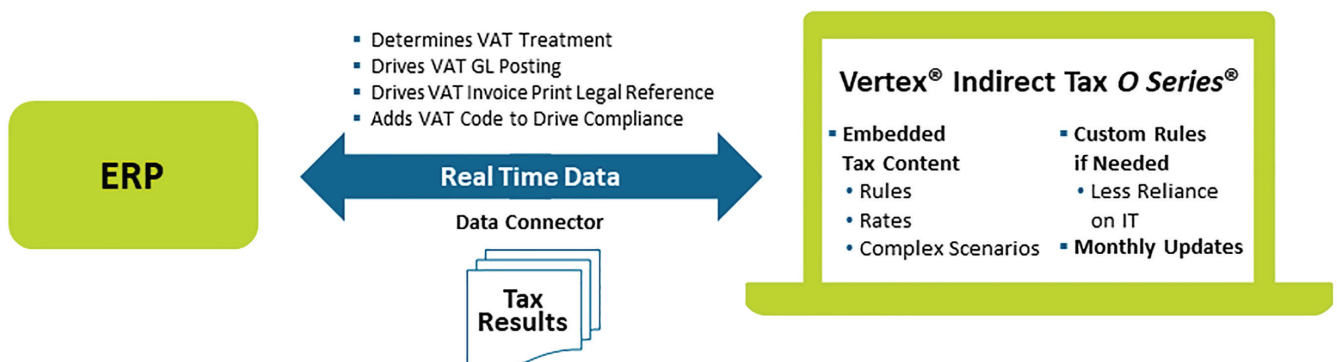 ▪ Determines VAT Treatment
▪ Drives VAT GL Posting
▪ Drives VAT Invoice Print Legal Reference
▪ Adds VAT Code to Drive Compliance
ERP
Real Time Data
Data Connector
Tax
Results
Vertex® Indirect Tax O Series®
▪ Embedded
Tax Content
• Rules
• Rates
• Complex Scenarios
▪ Custom Rules
if Needed
• Less Reliance
on IT
▪ Monthly Updates